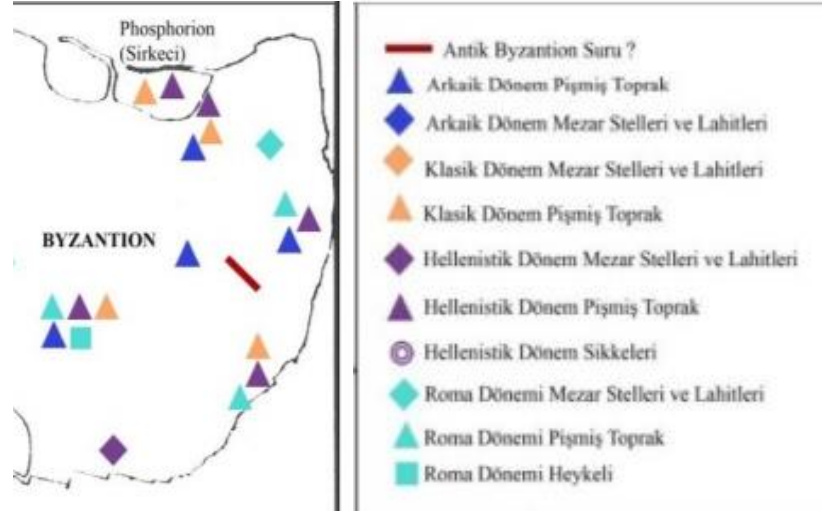 Phosphorion
(Sirkeci)
BYZANTION
Antik Byzantion Suru ?
Arkaik Dönem Pişmiş Toprak
Arkaik Dönem Mezar Stelleri ve Lahitleri
Klasik Dönem Mezar Stelleri ve Lahitleri
Klasik Dönem Pişmiş Toprak
Hellenistik Dönem Mezar Stelleri ve Lahitleri
Hellenistik Dönem Pişmiş Toprak
Hellenistik Dönem Sikkeleri
Roma Dönemi Mezar Stelleri ve Lahitleri
Roma Dönemi Pişmiş Toprak
Roma Dönemi Heykeli